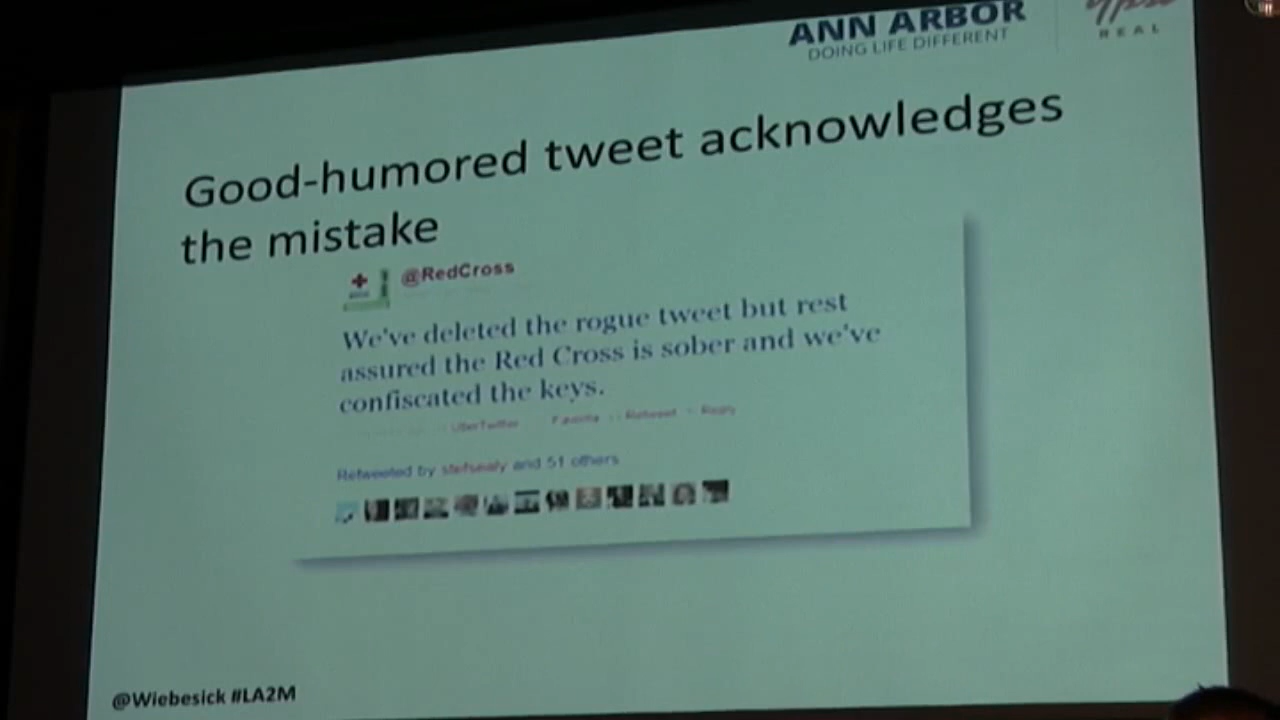 ANN ARBOR
DOING LIFE DIFFERENT
REAL
Good-humored tweet acknowledges
the mistake
@RedCross
We've deleted the rogue tweet but rest
assured the Red Cross is sober and we've
confiscated the keys.
UberTwitter Favorite Retweet Reply
Retweeted by stefsealy and 51 others
@Wiebesick #LA2M